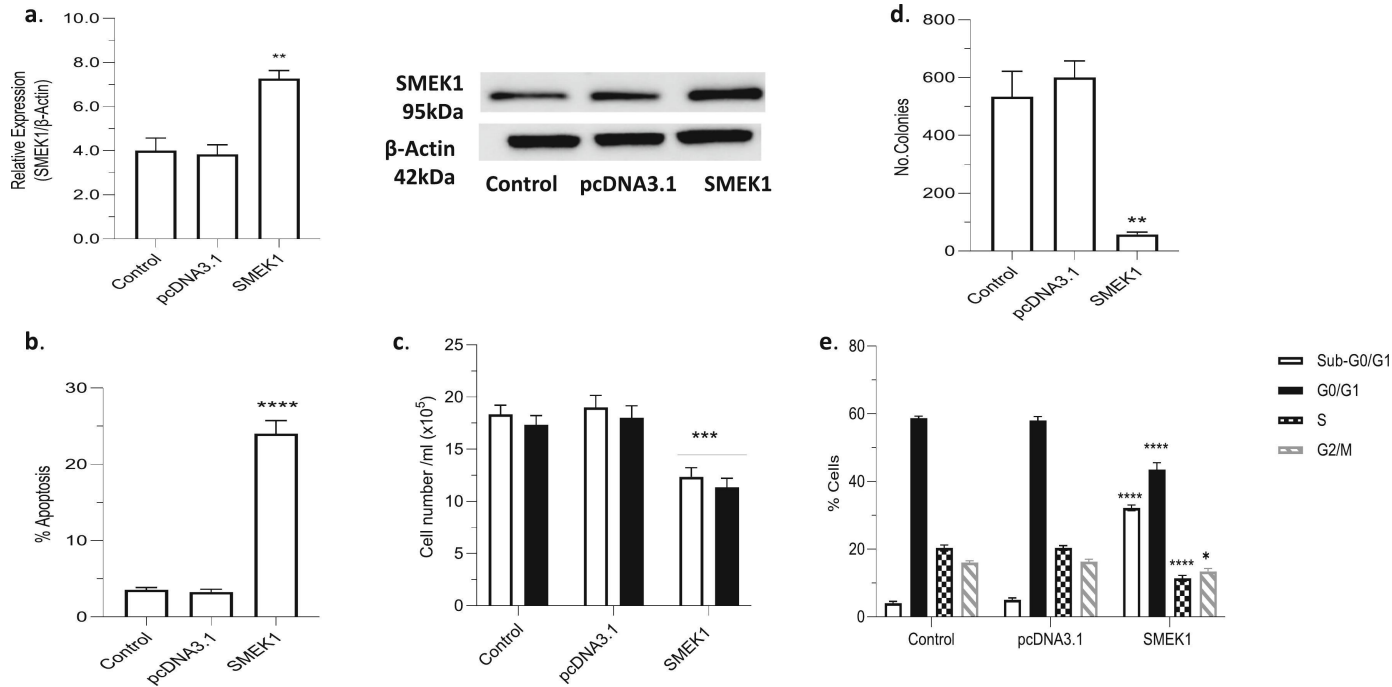 a.
10.0
8.0
6.0
4.0
2.0
0.0
Relative Expression
(SMEK1/β-Actin)
**
Control
pcDNA3.1
SMEK1
SMEK1
95kDa
β-Actin
42kDa
Control pcDNA3.1 SMEK1
d.
800
600
400
200
0
No.Colonies
**
Control
pcDNA3.1
SMEK1
b.
30
20
10
0
% Apoptosis
****
Control
pcDNA3.1
SMEK1
c.
25
20
15
10
5
0
Cell number /ml (x10⁵)
***
Control
pcDNA3.1
SMEK1
e.
80
60
40
20
0
% Cells
****
****
****
*
Control pcDNA3.1 SMEK1
Sub-G0/G1
G0/G1
S
G2/M